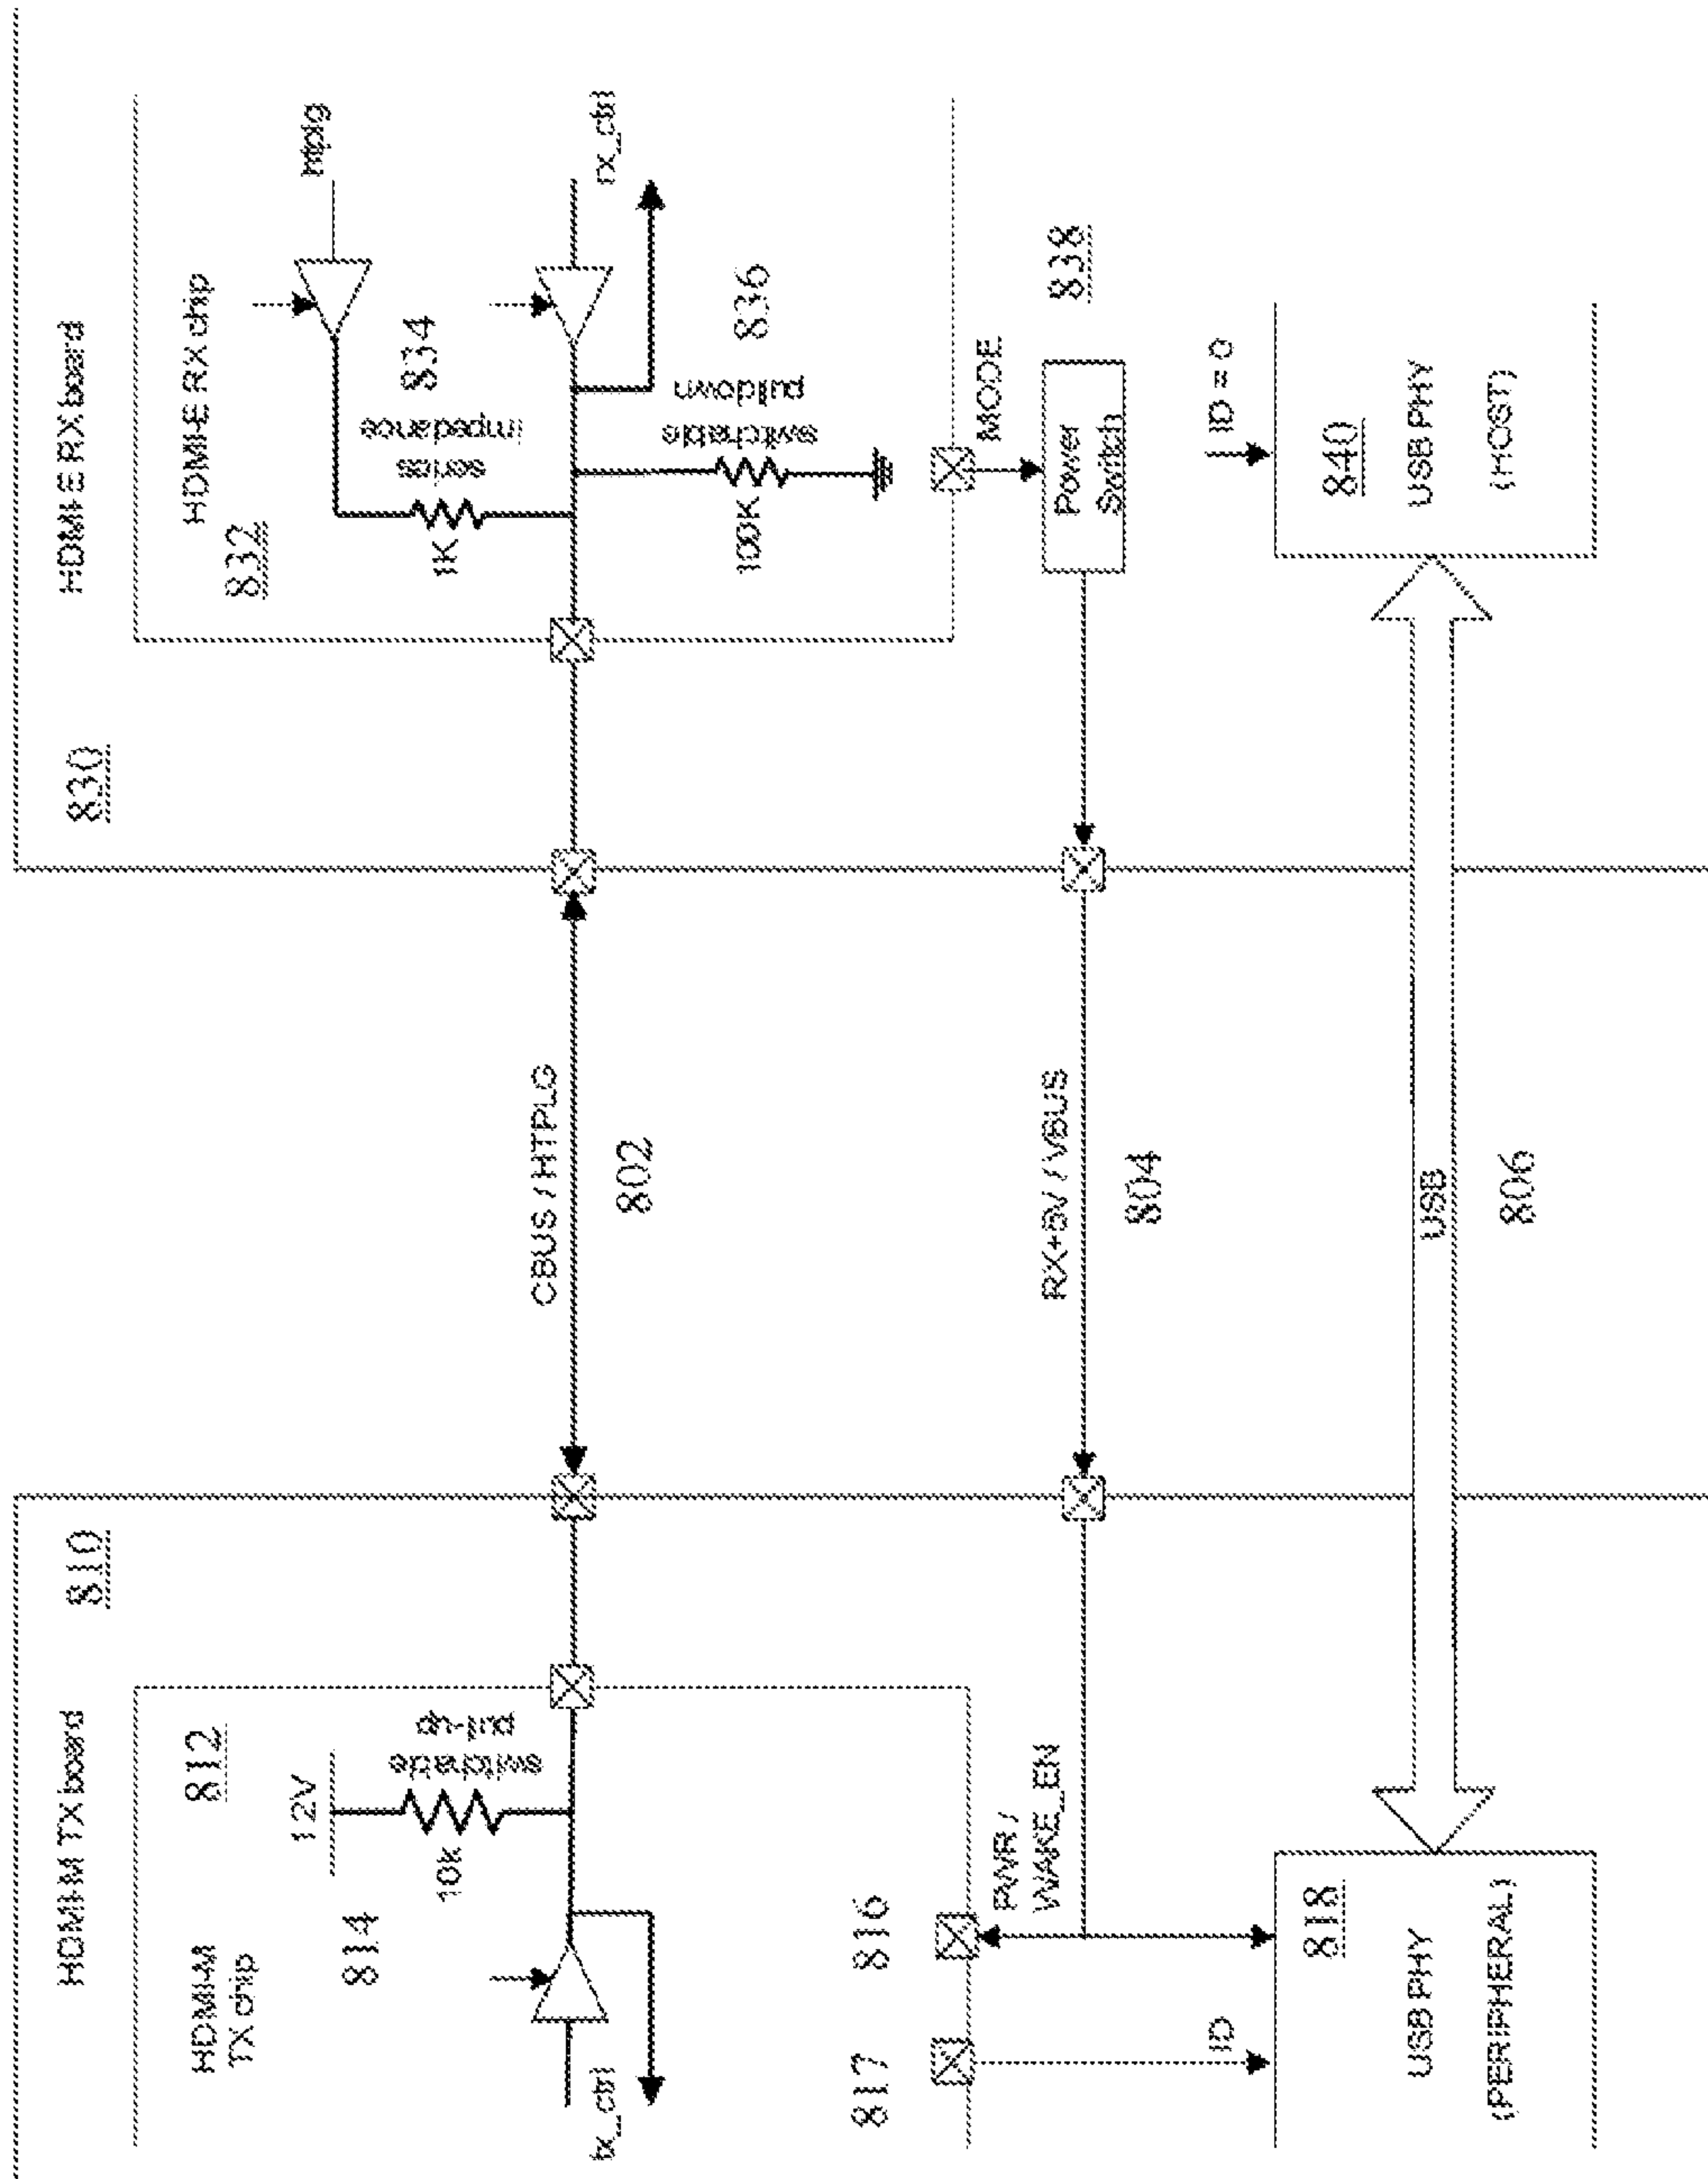 HDMI-M TX board
810
HDMI-M
TX chip
812
814
12V
10k
switchable
pull-up
tx_ctrl
817
816
PWR /
WAKE_EN
ID
818
USB PHY
(PERIPHERAL)
CBUS / HTPLG
802
RX+5V / VBUS
804
USB
806
830
HDMI-E RX board
832
HDMI-E RX chip
htplg
1K
series
impedance
834
rx_ctrl
100K
switchable
pulldown
836
MODE
838
Power
Switch
ID = 0
840
USB PHY
(HOST)